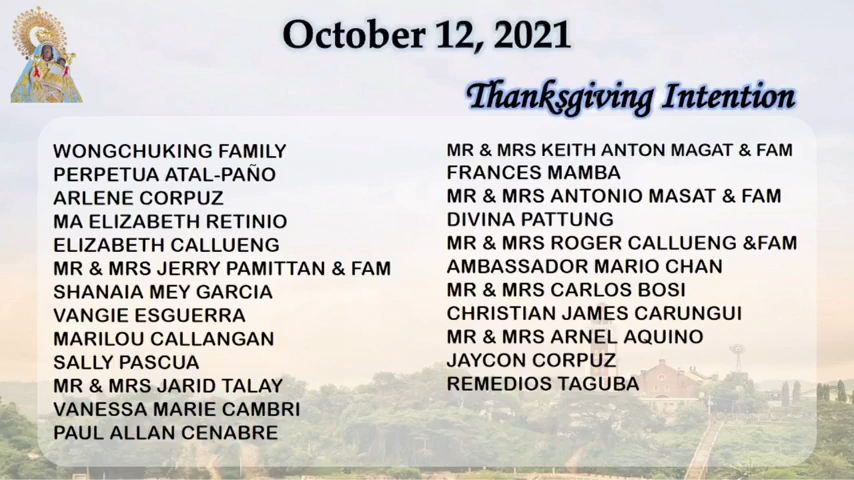 October 12, 2021
Thanksgiving Intention
WONGCHUKING FAMILY
PERPETUA ATAL-PAÑO
ARLENE CORPUZ
MA ELIZABETH RETINIO
ELIZABETH CALLUENG
MR & MRS JERRY PAMITTAN & FAM
SHANAIA MEY GARCIA
VANGIE ESGUERRA
MARILOU CALLANGAN
SALLY PASCUA
MR & MRS JARID TALAY
VANESSA MARIE CAMBRI
PAUL ALLAN CENABRE
MR & MRS KEITH ANTON MAGAT & FAM
FRANCES MAMBA
MR & MRS ANTONIO MASAT & FAM
DIVINA PATTUNG
MR & MRS ROGER CALLUENG &FAM
AMBASSADOR MARIO CHAN
MR & MRS CARLOS BOSI
CHRISTIAN JAMES CARUNGUI
MR & MRS ARNEL AQUINO
JAYCON CORPUZ
REMEDIOS TAGUBA